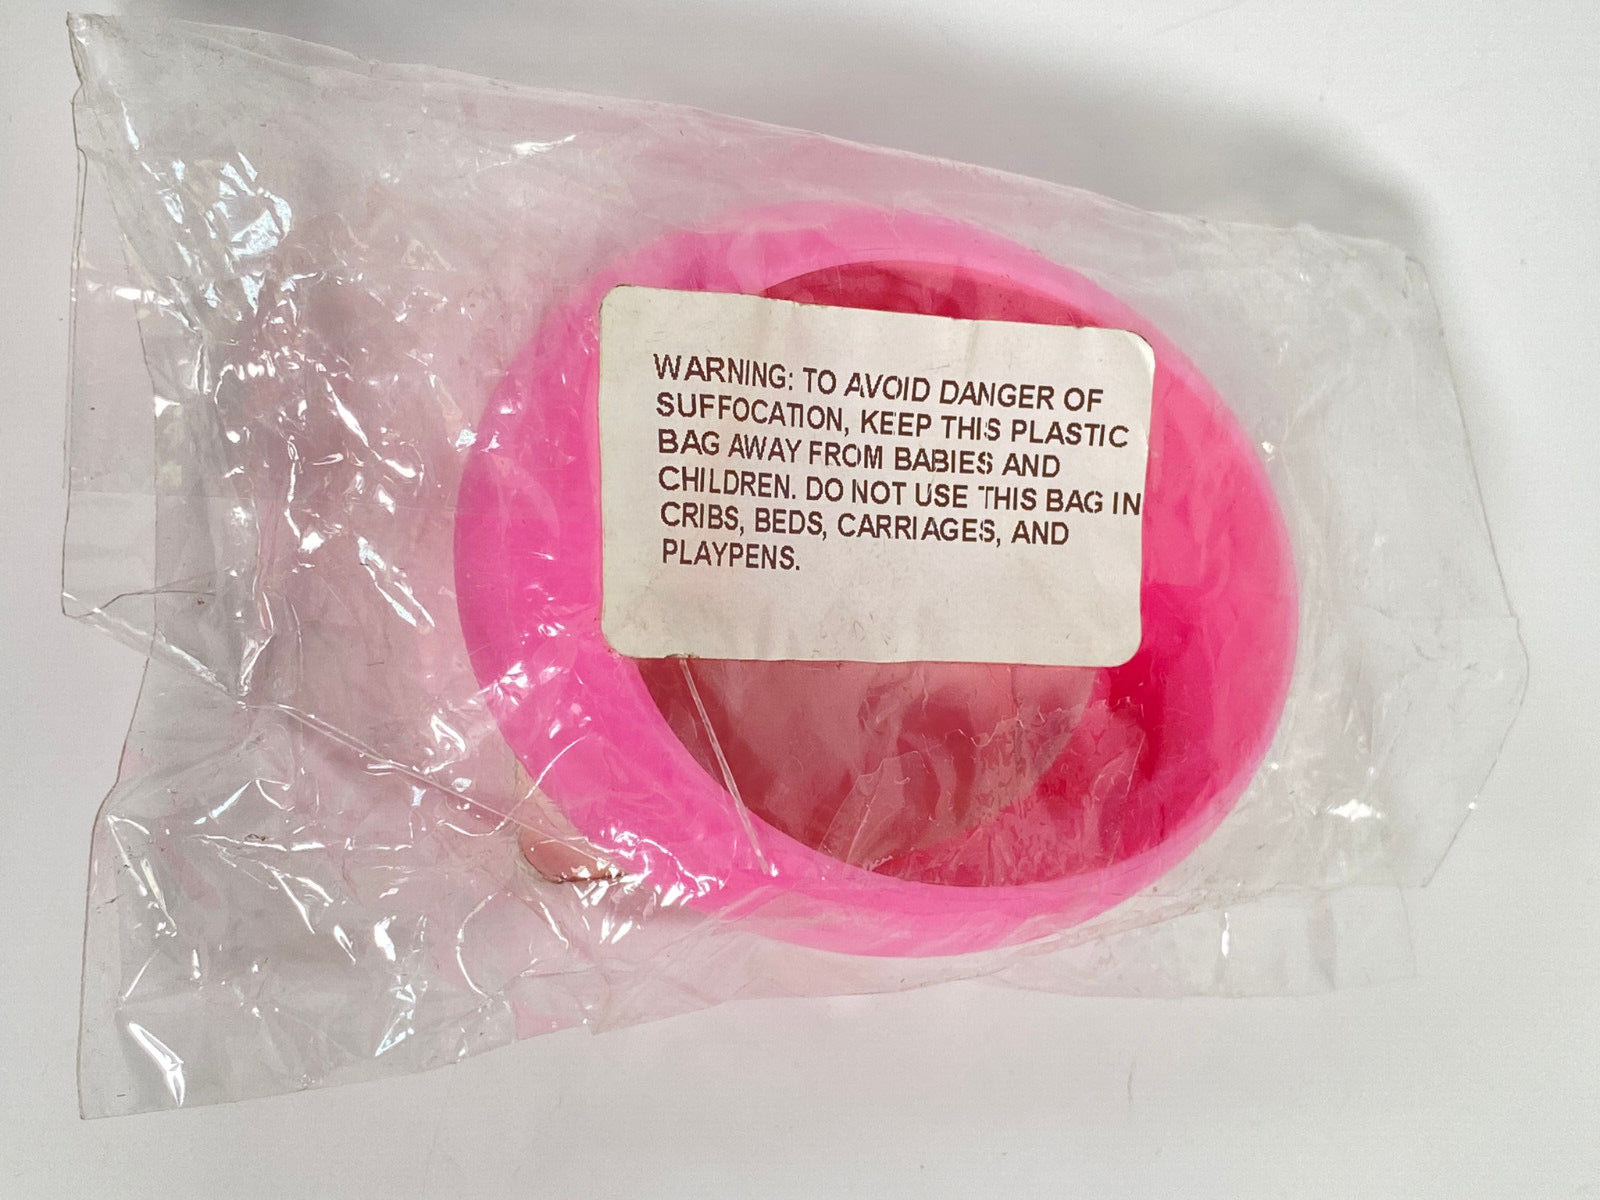 WARNING: TO AVOID DANGER OF
SUFFOCATION, KEEP THIS PLASTIC
BAG AWAY FROM BABIES AND
CHILDREN. DO NOT USE THIS BAG IN
CRIBS, BEDS, CARRIAGES, AND
PLAYPENS.